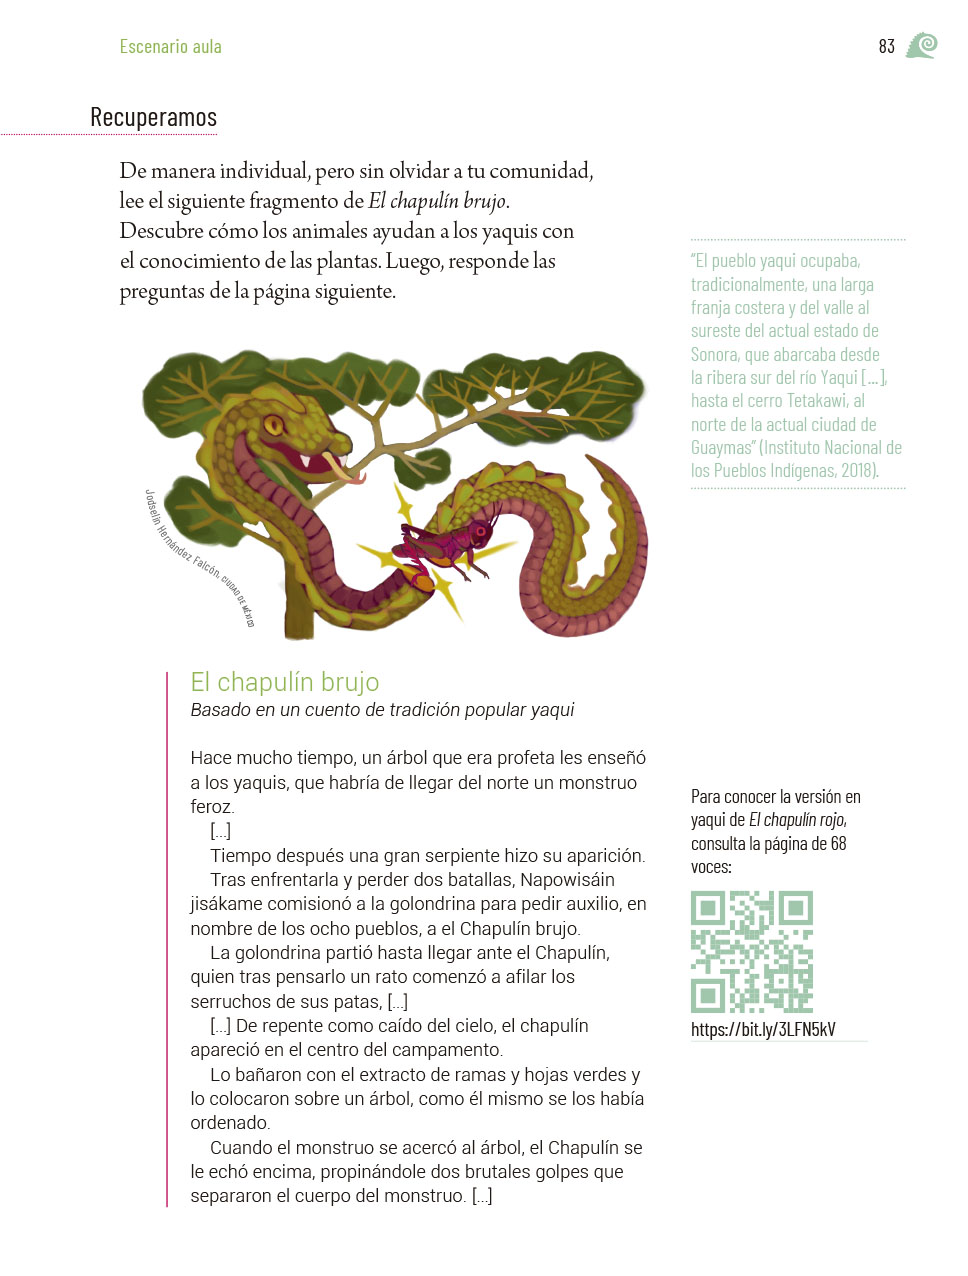 Escenario aula
83
Recuperamos
De manera individual, pero sin olvidar a tu comunidad,
lee el siguiente fragmento de El chapulín brujo.
Descubre cómo los animales ayudan a los yaquis con
el conocimiento de las plantas. Luego, responde las
preguntas de la página siguiente.
“El pueblo yaqui ocupaba,
tradicionalmente, una larga
franja costera y del valle al
sureste del actual estado de
Sonora, que abarcaba desde
la ribera sur del río Yaqui [...],
hasta el cerro Tetakawi, al
norte de la actual ciudad de
Guaymas” (Instituto Nacional de
los Pueblos Indígenas, 2018).
Jodselin Hernández Falcón, CIUDAD DE MÉXICO
El chapulín brujo
Basado en un cuento de tradición popular yaqui
Hace mucho tiempo, un árbol que era profeta les enseñó
a los yaquis, que habría de llegar del norte un monstruo
feroz.
[...]
Tiempo después una gran serpiente hizo su aparición.
Tras enfrentarla y perder dos batallas, Napowisáin
jisákame comisionó a la golondrina para pedir auxilio, en
nombre de los ocho pueblos, a el Chapulín brujo.
La golondrina partió hasta llegar ante el Chapulín,
quien tras pensarlo un rato comenzó a afilar los
serruchos de sus patas, [...]
[...] De repente como caído del cielo, el chapulín
apareció en el centro del campamento.
Lo bañaron con el extracto de ramas y hojas verdes y
lo colocaron sobre un árbol, como él mismo se los había
ordenado.
Cuando el monstruo se acercó al árbol, el Chapulín se
le echó encima, propinándole dos brutales golpes que
separaron el cuerpo del monstruo. [...]
Para conocer la versión en
yaqui de El chapulín rojo,
consulta la página de 68
voces:
https://bit.ly/3LFN5kV